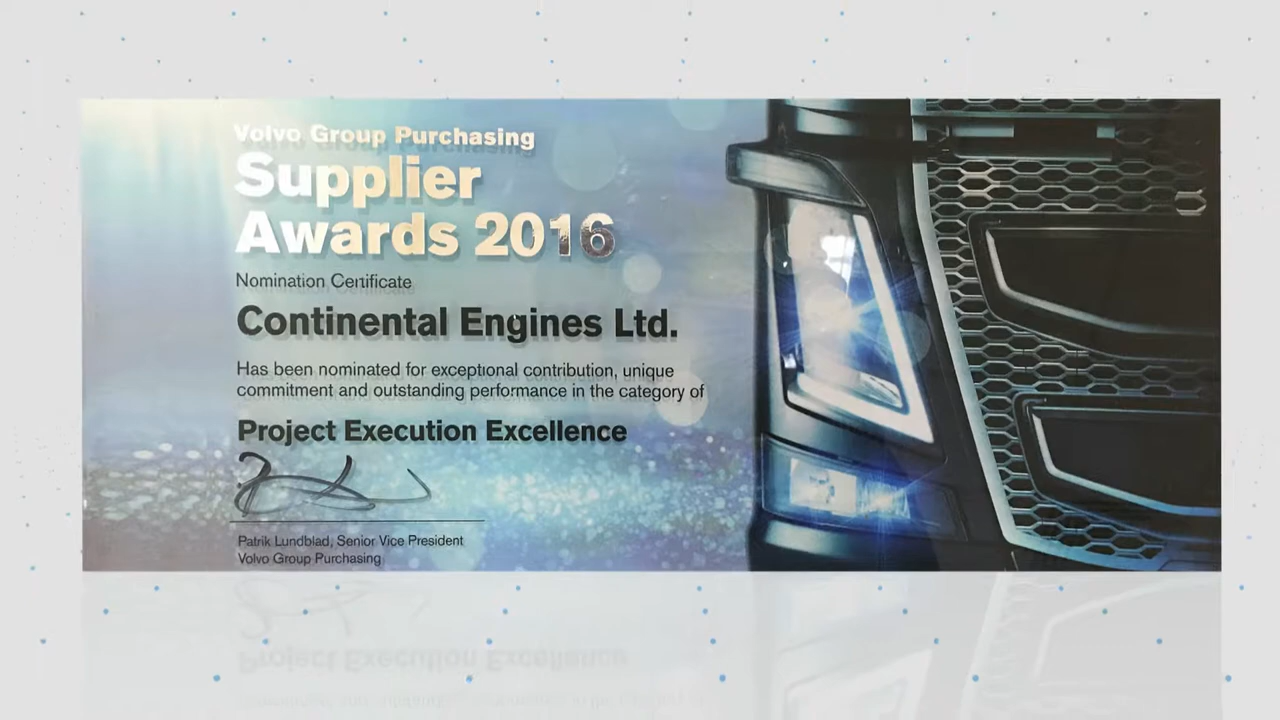 Volvo Group Purchasing
Supplier
Awards 2016
Nomination Certificate
Continental Engines Ltd.
Has been nominated for exceptional contribution, unique
commitment and outstanding performance in the category of
Project Execution Excellence
Patrik Lundblad, Senior Vice President
Volvo Group Purchasing